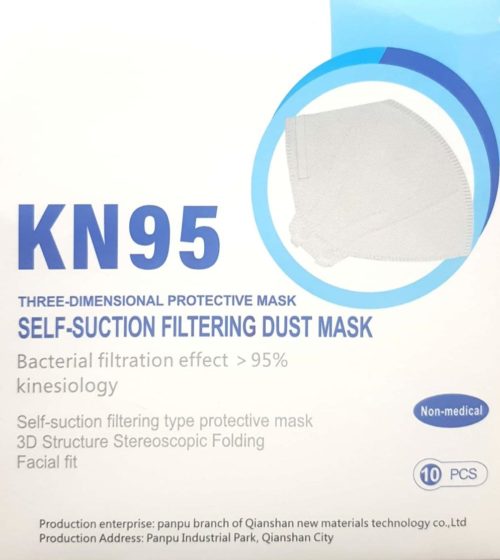 KN95
THREE-DIMENSIONAL PROTECTIVE MASK
SELF-SUCTION FILTERING DUST MASK
Bacterial filtration effect > 95%
kinesiology
Self-suction filtering type protective mask
3D Structure Stereoscopic Folding
Facial fit
Non-medical
10 PCS
Production enterprise: panpu branch of Qianshan new materials technology co.,Ltd
Production Address: Panpu Industrial Park, Qianshan City